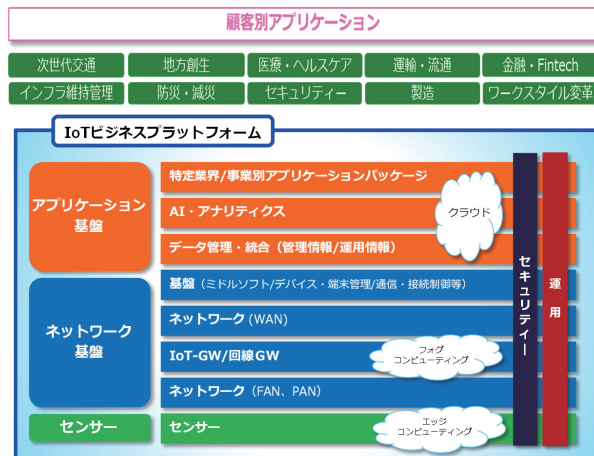 顧客別アプリケーション
次世代交通 地方創生 医療・ヘルスケア 運輸・流通 金融・Fintech
インフラ維持管理 防災・減災 セキュリティー 製造 ワークスタイル変革
IoTビジネスプラットフォーム
アプリケーション
基盤
特定業界/事業別アプリケーションパッケージ
AI・アナリティクス
データ管理・統合（管理情報/運用情報）
クラウド
ネットワーク
基盤
基盤（ミドルソフト/デバイス・端末管理/通信・接続制御等）
ネットワーク(WAN)
IoT-GW/回線GW
フォグ
コンピューティング
ネットワーク（FAN、PAN）
センサー
センサー
エッジ
コンピューティング
セキュリティー
運用